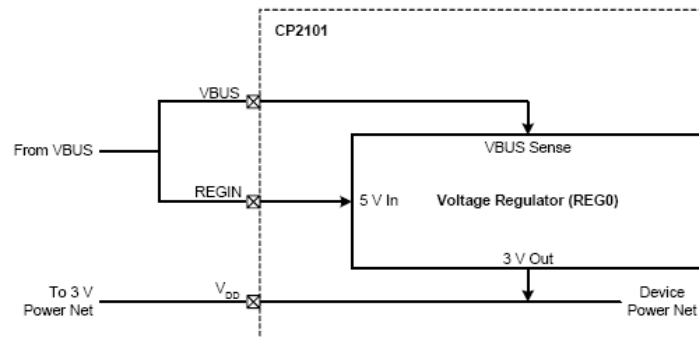 CP2101
VBUS
From VBUS
VBUS Sense
REGIN
5 V In
Voltage Regulator (REG0)
3 V Out
To 3 V
Power Net
VDD
Device
Power Net